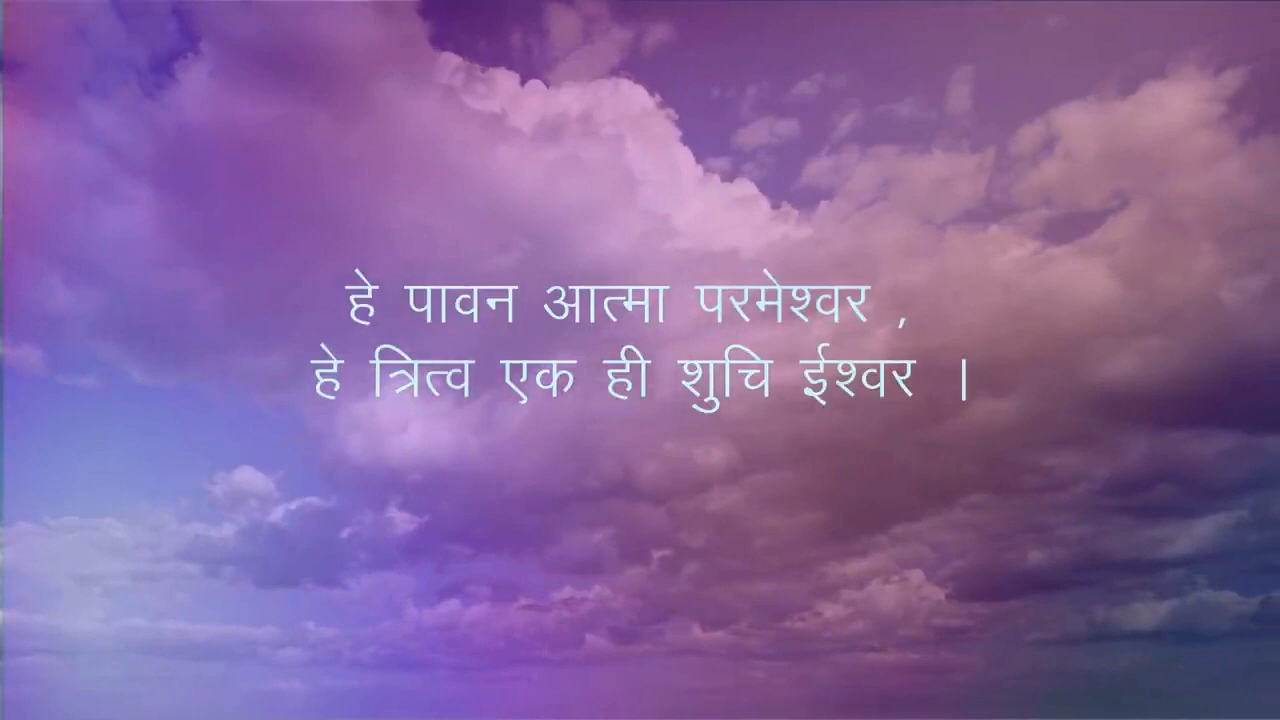 हे पावन आत्मा परमेश्वर ,
हे त्रित्व एक ही शुचि ईश्वर ।